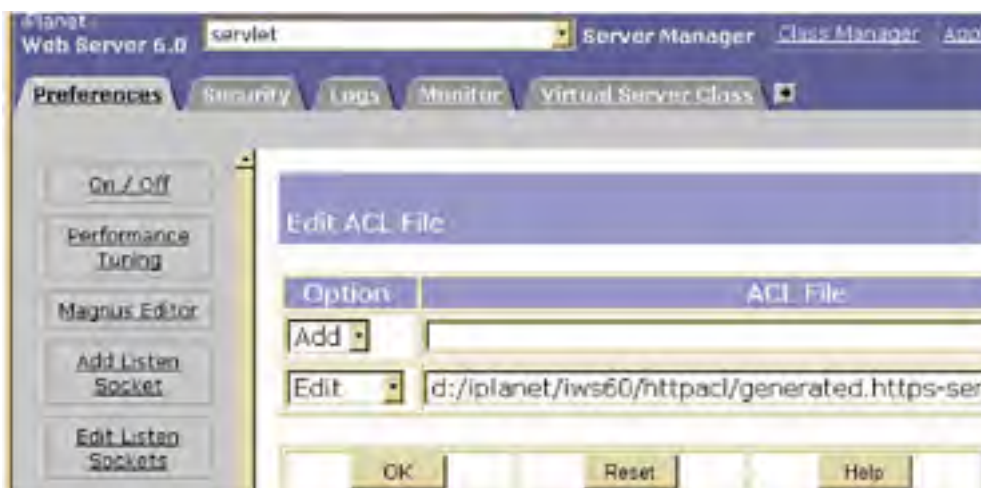 iPlanet
Web Server 6.0
servlet
Server Manager
Class Manager
Preferences
Security
Logs
Monitor
Virtual Server Class
On / Off
Performance
Tuning
Magnus Editor
Add Listen
Socket
Edit Listen
Sockets
Edit ACL File
Option
ACL File
Add
Edit
d:/iplanet/iws60/httpacl/generated.https-ser
OK
Reset
Help